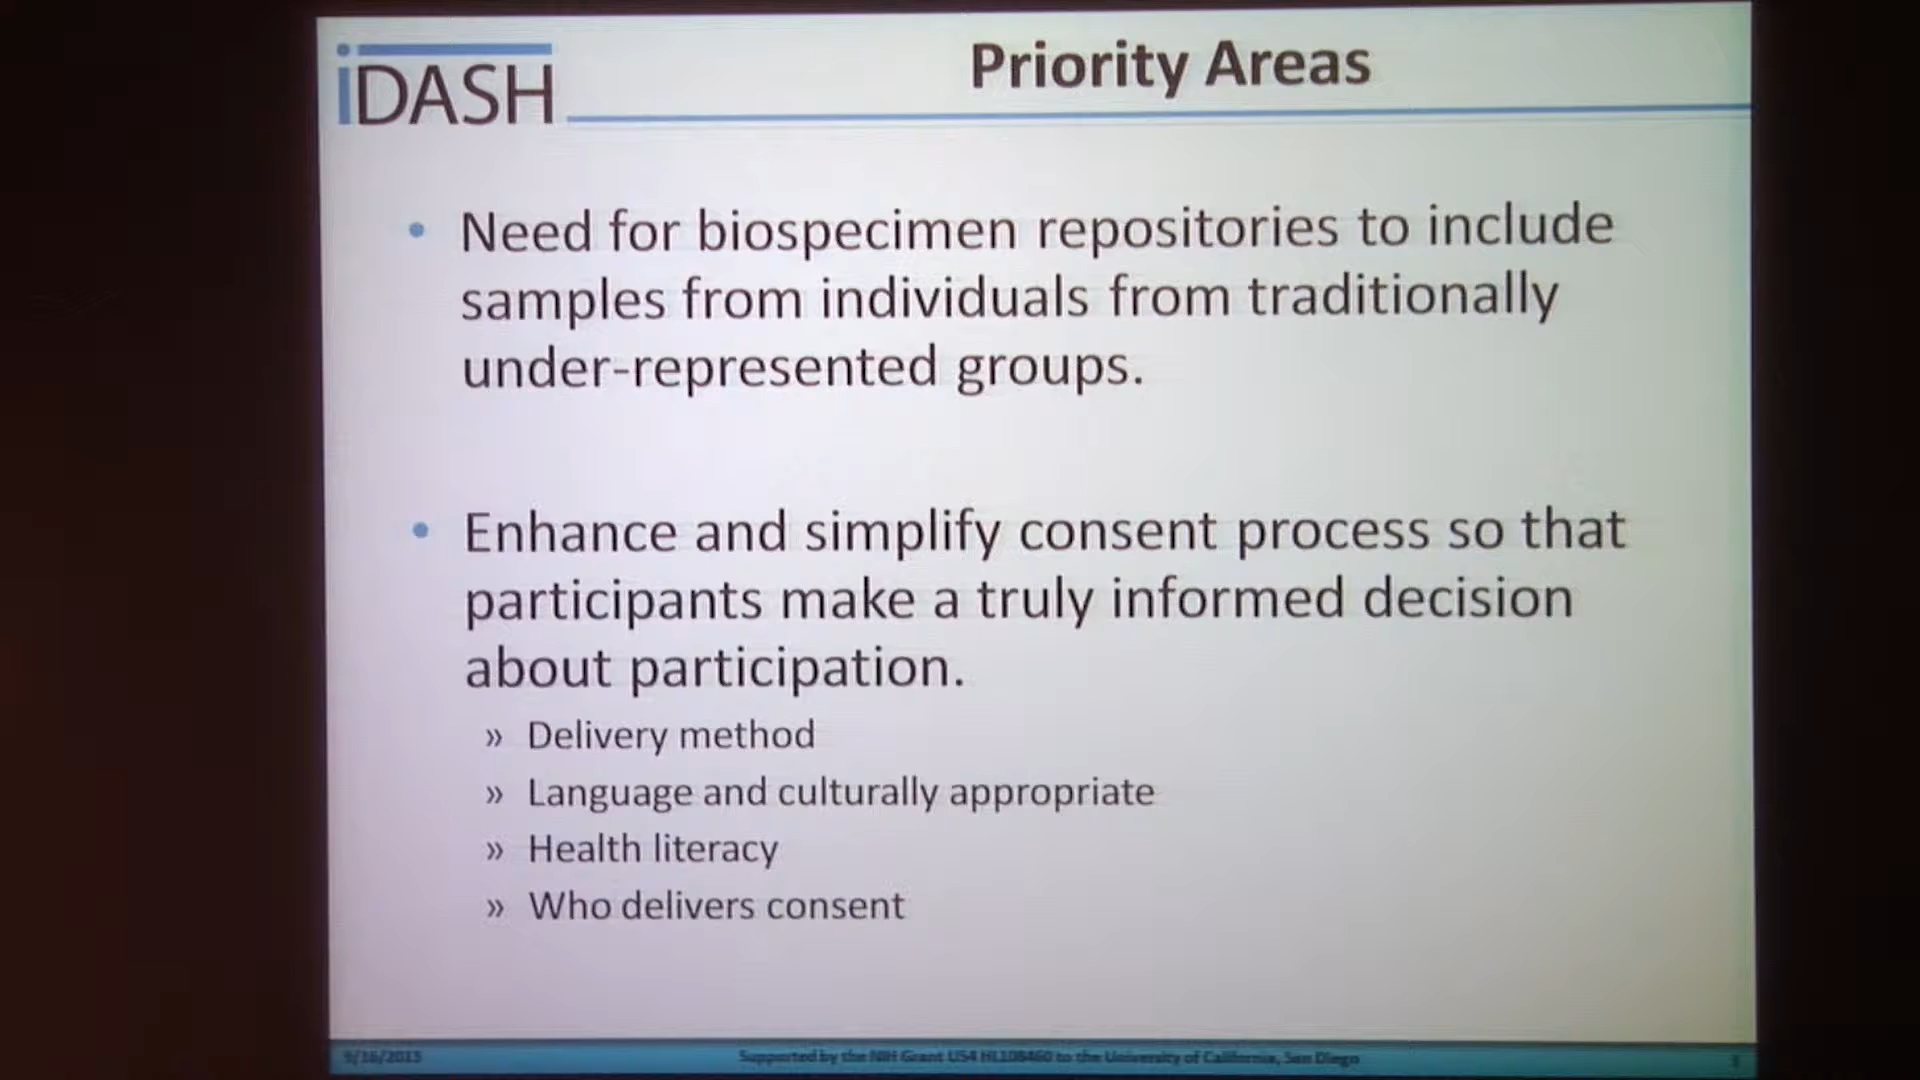 iDASH
Priority Areas
• Need for biospecimen repositories to include
samples from individuals from traditionally
under-represented groups.
• Enhance and simplify consent process so that
participants make a truly informed decision
about participation.
» Delivery method
» Language and culturally appropriate
» Health literacy
» Who delivers consent
9/16/2013
Supported by the NIH Grant U54 HL108460 to the University of California, San Diego